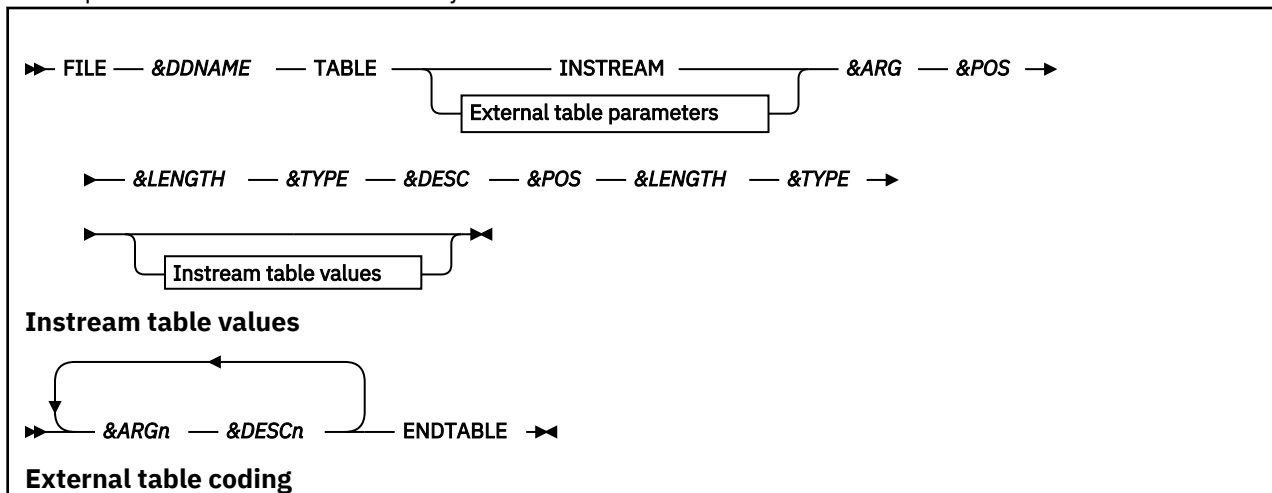 FILE &DDNAME TABLE INSTREAM &ARG &POS
External table parameters
&LENGTH &TYPE &DESC &POS &LENGTH &TYPE
Instream table values
Instream table values
&ARGn &DESCn ENDTABLE
External table coding